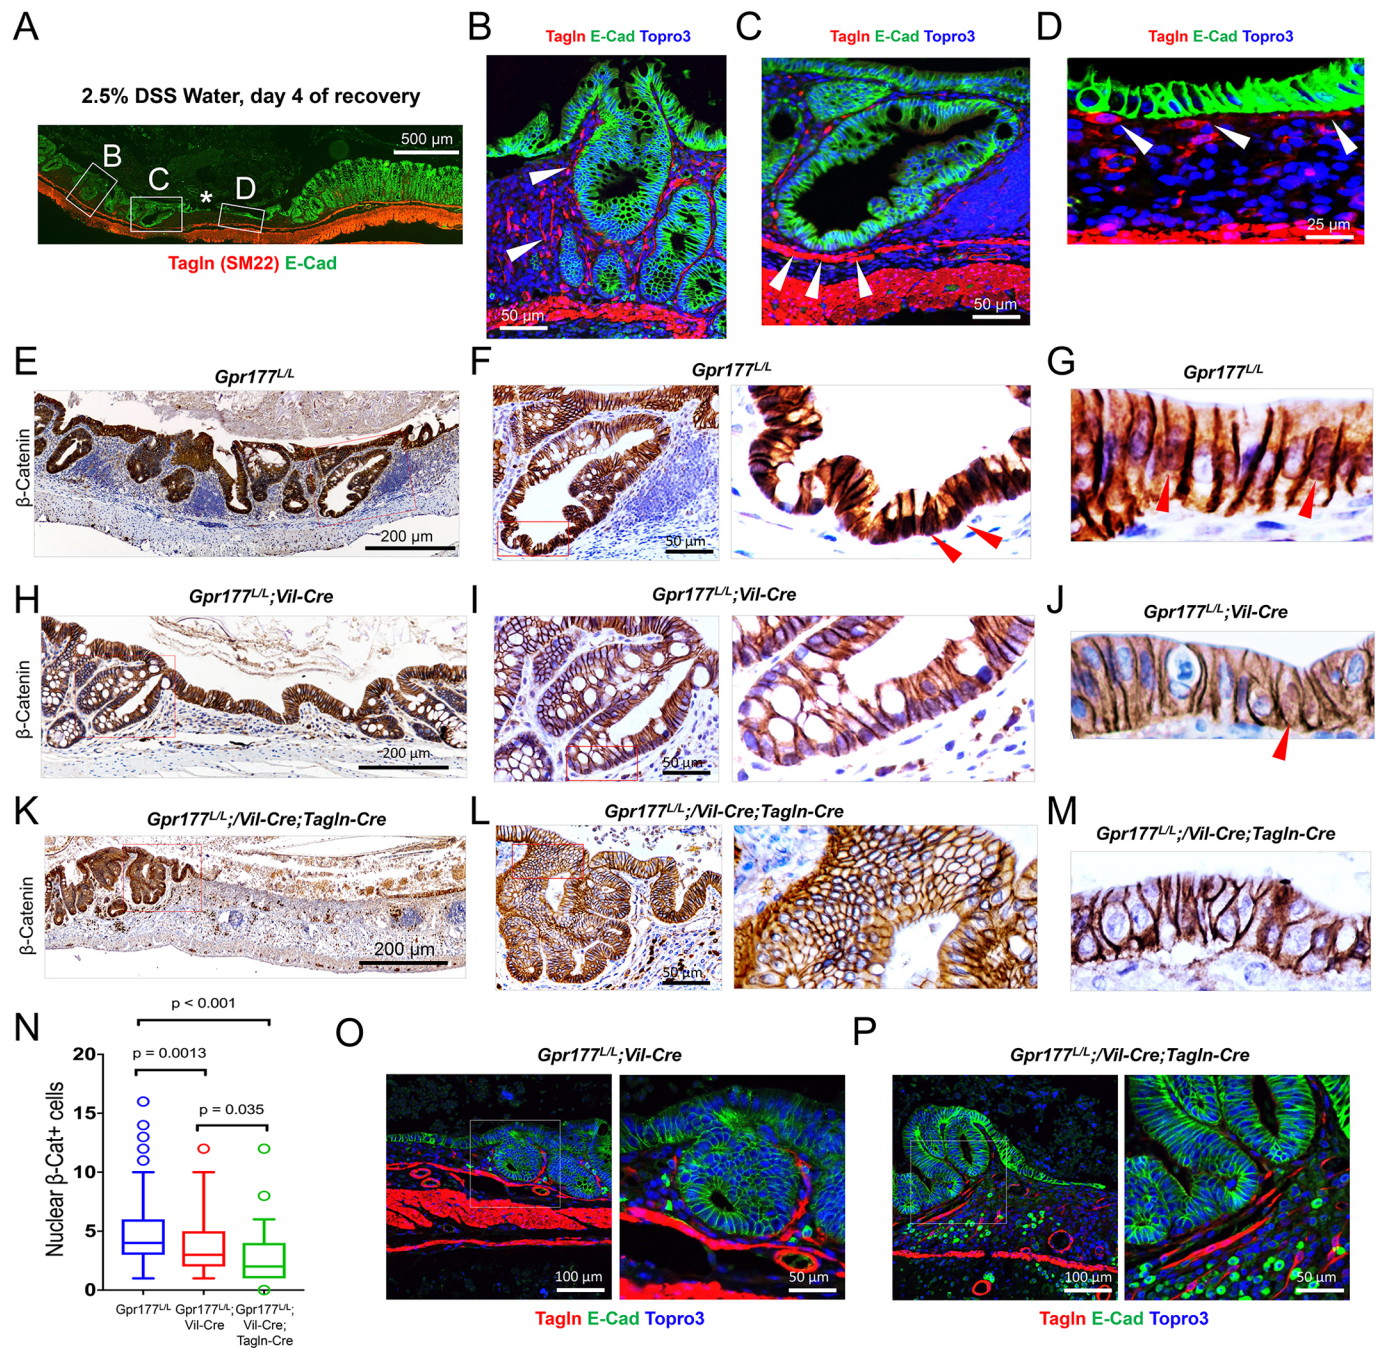 A
2.5% DSS Water, day 4 of recovery
500 µm
B
C
*
D
Tagln (SM22) E-Cad
B
Tagln E-Cad Topro3
50 µm
C
Tagln E-Cad Topro3
50 µm
D
Tagln E-Cad Topro3
25 µm
E
Gpr177L/L
β-Catenin
200 µm
F
Gpr177L/L
50 µm
G
Gpr177L/L
H
Gpr177L/L;Vil-Cre
β-Catenin
200 µm
I
Gpr177L/L;Vil-Cre
50 µm
J
Gpr177L/L;Vil-Cre
K
Gpr177L/L;/Vil-Cre;Tagln-Cre
β-Catenin
200 µm
L
Gpr177L/L;/Vil-Cre;Tagln-Cre
50 µm
M
Gpr177L/L;/Vil-Cre;Tagln-Cre
N
p < 0.001
p = 0.0013
p = 0.035
Nuclear β-Cat+ cells
20
15
10
5
0
Gpr177L/L
Gpr177L/L;
Vil-Cre
Gpr177L/L;
Vil-Cre;
Tagln-Cre
O
Gpr177L/L;Vil-Cre
100 µm
50 µm
Tagln E-Cad Topro3
P
Gpr177L/L;/Vil-Cre;Tagln-Cre
100 µm
50 µm
Tagln E-Cad Topro3